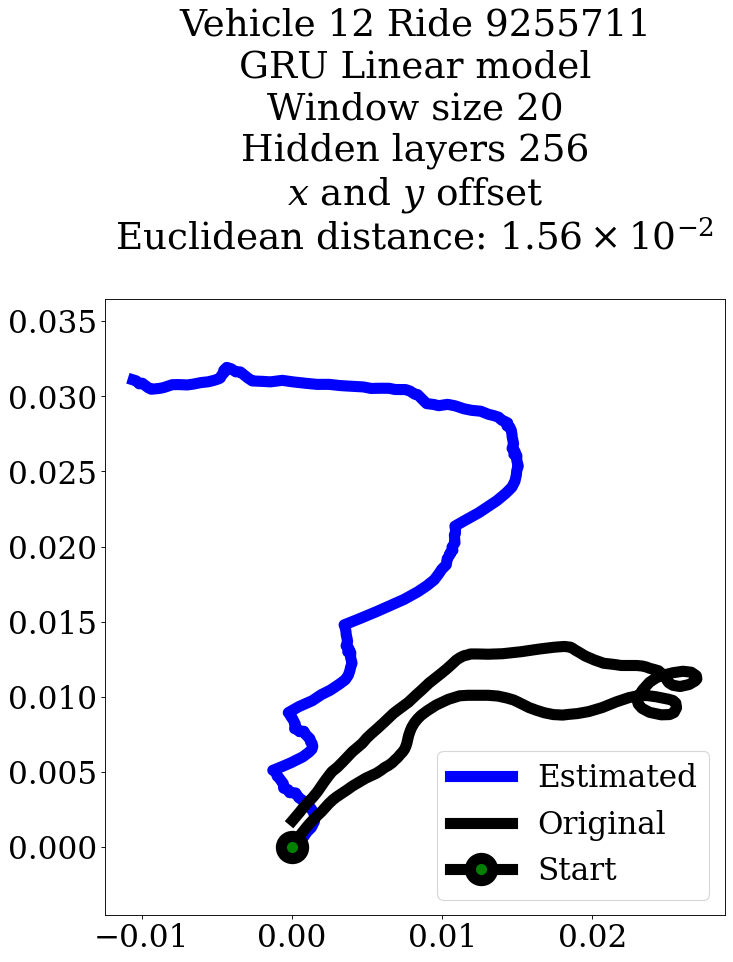 Vehicle 12 Ride 9255711
GRU Linear model
Window size 20
Hidden layers 256
x and y offset
Euclidean distance: 1.56 × 10⁻²
0.035
0.030
0.025
0.020
0.015
0.010
0.005
0.000
Estimated
Original
Start
−0.01 0.00 0.01 0.02